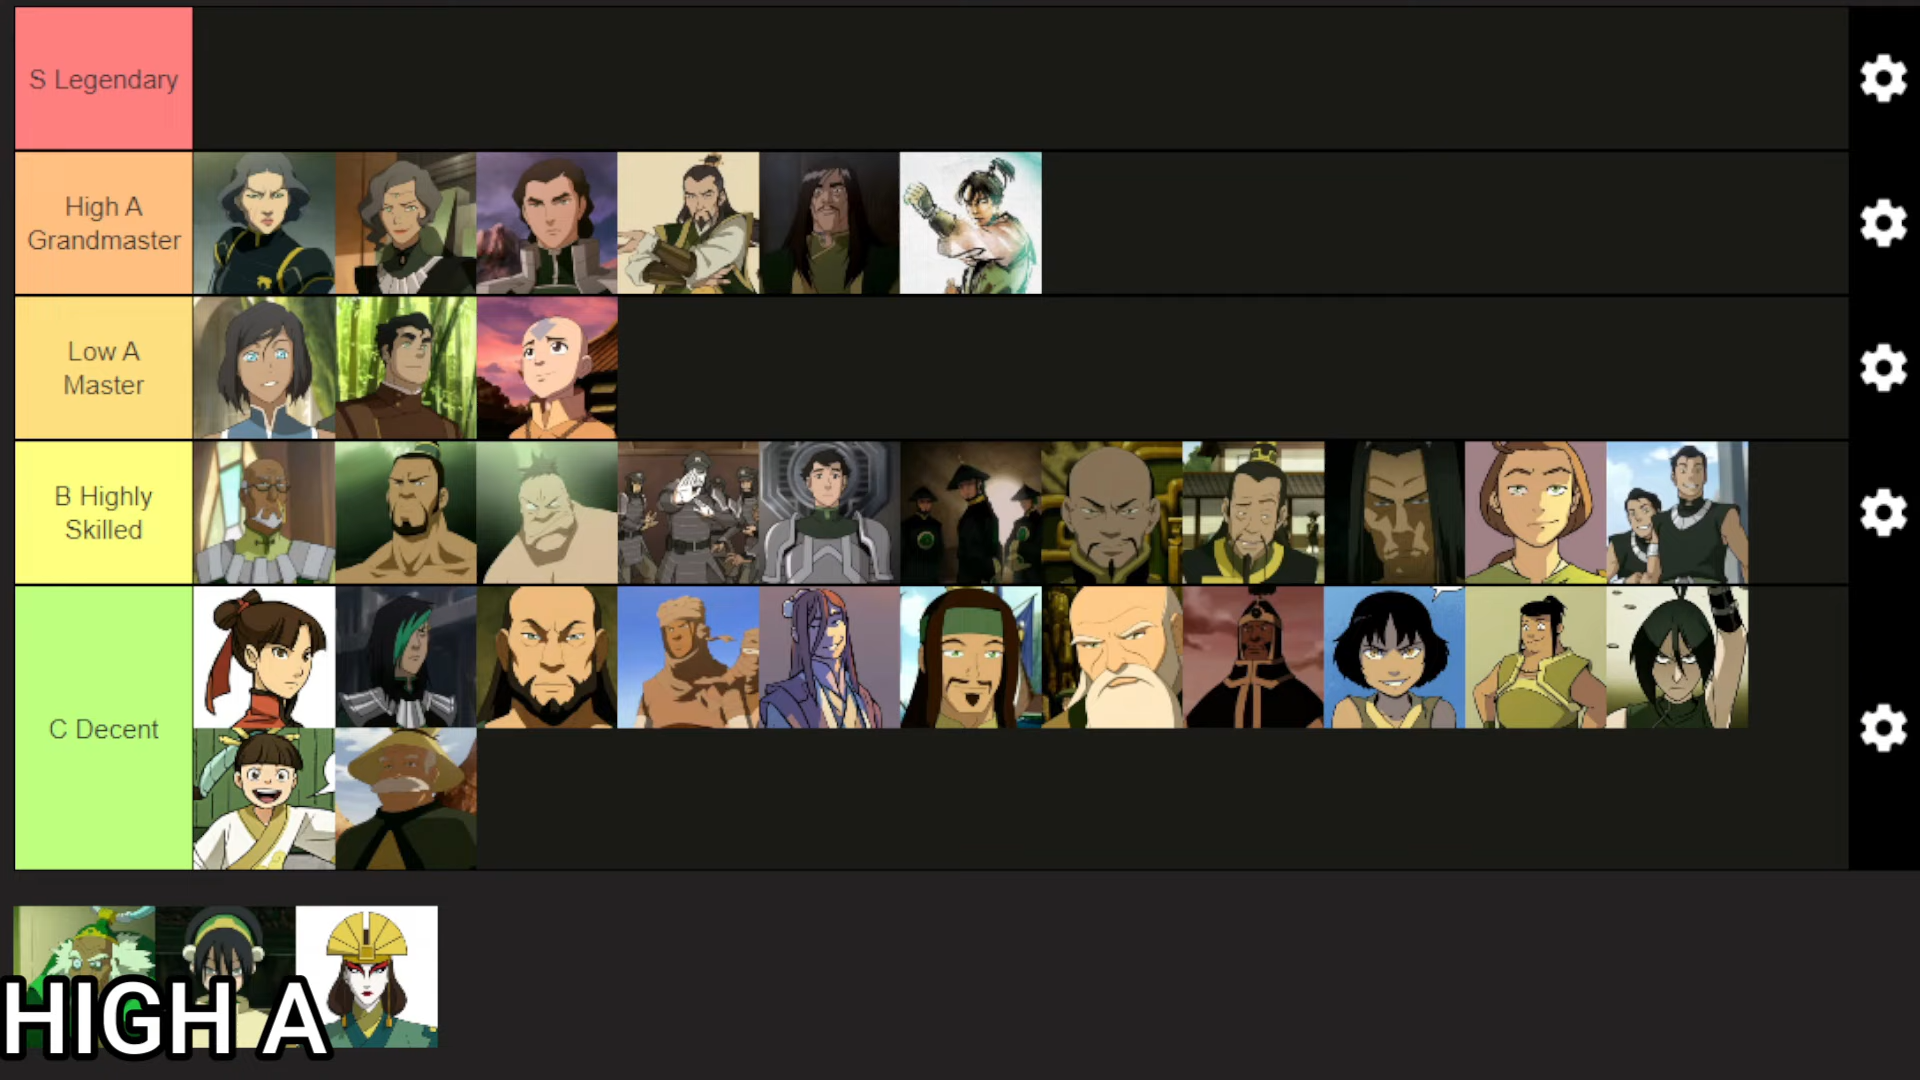 S Legendary
High A
Grandmaster
Low A
Master
B Highly
Skilled
C Decent
HIGH A